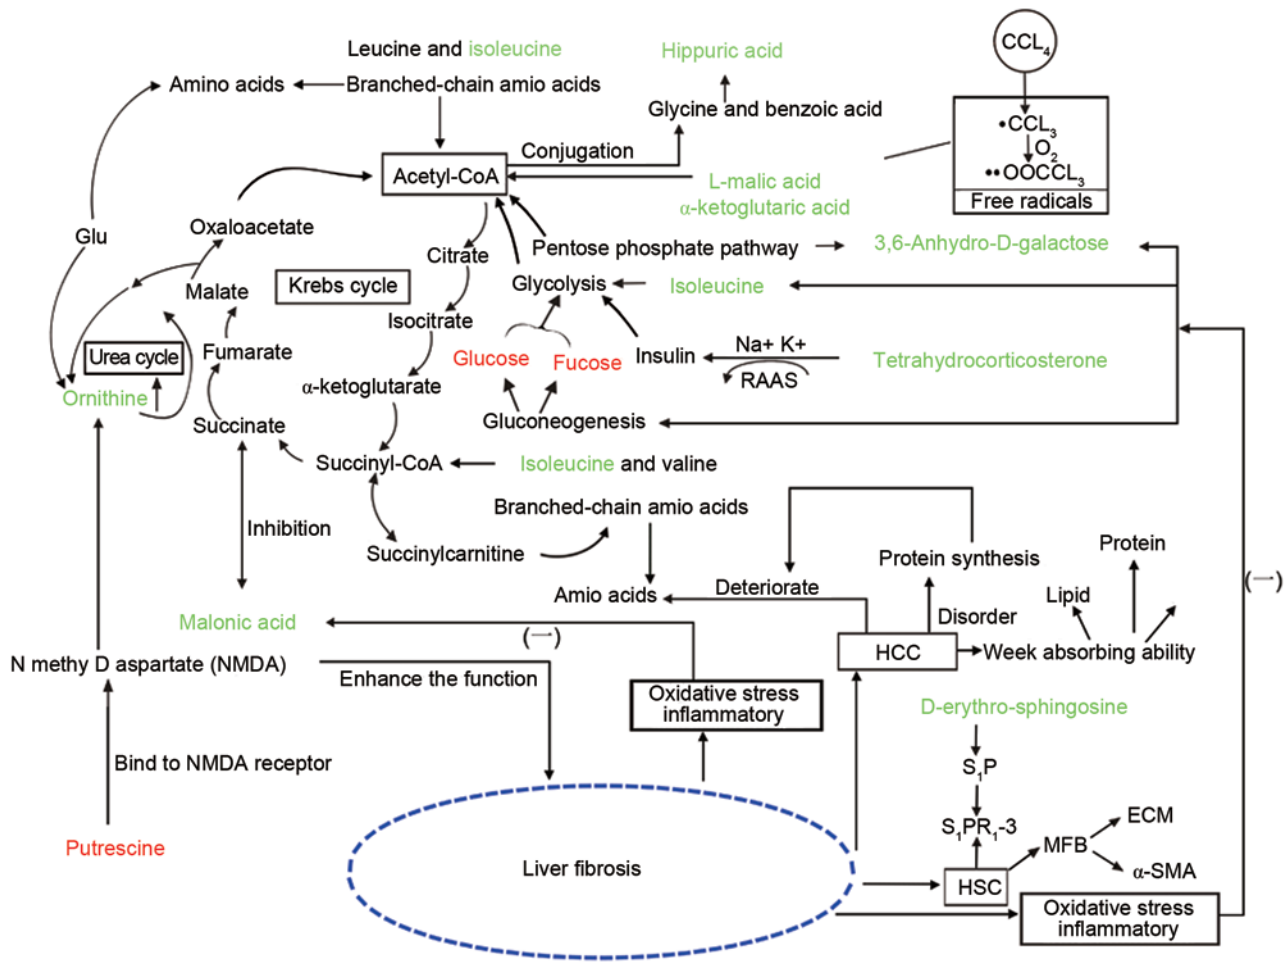 Leucine and isoleucine
Hippuric acid
CCL4
Amino acids
Branched-chain amio acids
Glycine and benzoic acid
•CCL3
O2
••OOCCL3
Free radicals
Conjugation
Acetyl-CoA
L-malic acid
α-ketoglutaric acid
Oxaloacetate
Glu
Citrate
Pentose phosphate pathway
3,6-Anhydro-D-galactose
Malate
Krebs cycle
Glycolysis
Isoleucine
Isocitrate
Urea cycle
Fumarate
Glucose
Fucose
Insulin
Na+ K+
RAAS
Tetrahydrocorticosterone
Ornithine
α-ketoglutarate
Succinate
Gluconeogenesis
Succinyl-CoA
Isoleucine and valine
Inhibition
Branched-chain amio acids
Succinylcarnitine
Protein synthesis
Protein
(—)
Amio acids
Deteriorate
Lipid
Disorder
Malonic acid
(—)
HCC
Week absorbing ability
N methy D aspartate (NMDA)
Enhance the function
Oxidative stress
inflammatory
D-erythro-sphingosine
Bind to NMDA receptor
S1P
S1PR1-3
ECM
MFB
Putrescine
Liver fibrosis
HSC
α-SMA
Oxidative stress
inflammatory